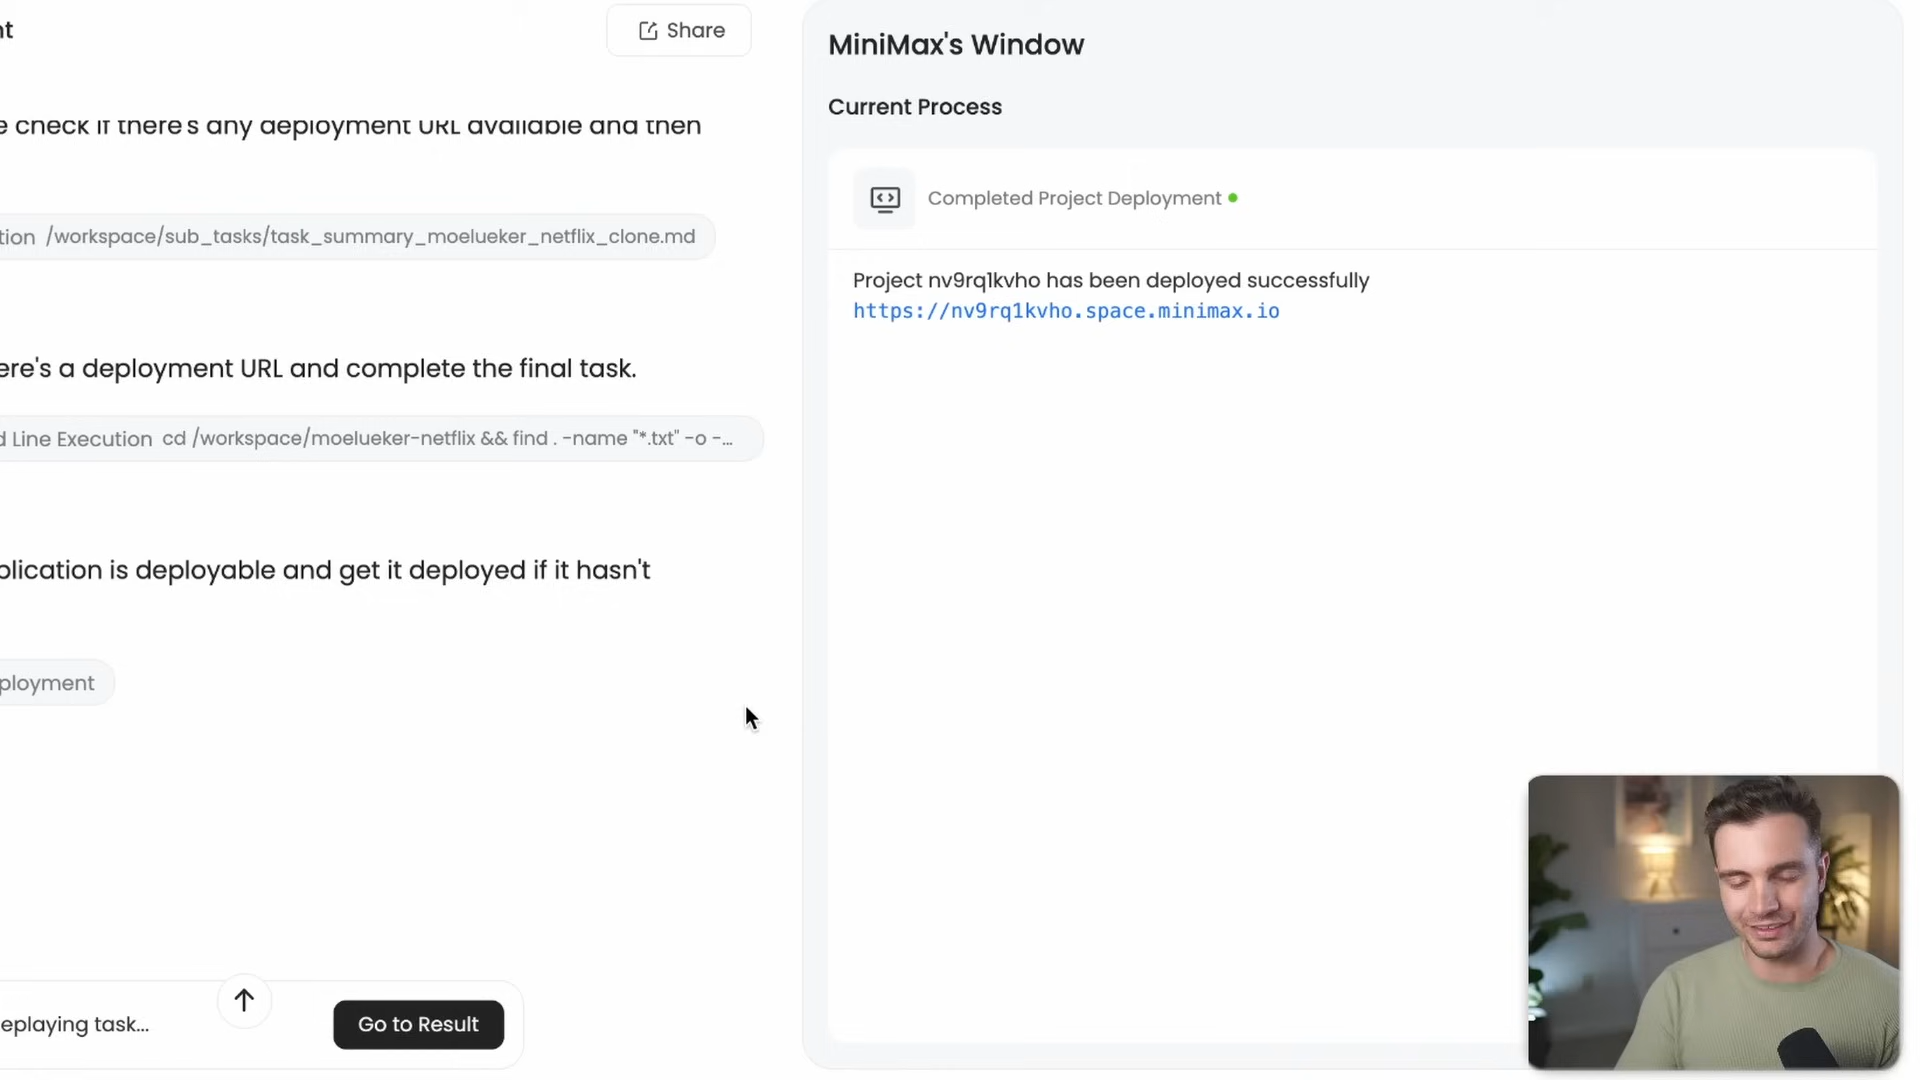 nt
Share
e check if there's any deployment URL available and then
tion /workspace/sub_tasks/task_summary_moelueker_netflix_clone.md
ere's a deployment URL and complete the final task.
d Line Execution cd /workspace/moelueker-netflix && find . -name "*.txt" -o -...
plication is deployable and get it deployed if it hasn't
ployment
eplaying task...
Go to Result
MiniMax's Window
Current Process
Completed Project Deployment
Project nv9rq1kvho has been deployed successfully
https://nv9rq1kvho.space.minimax.io